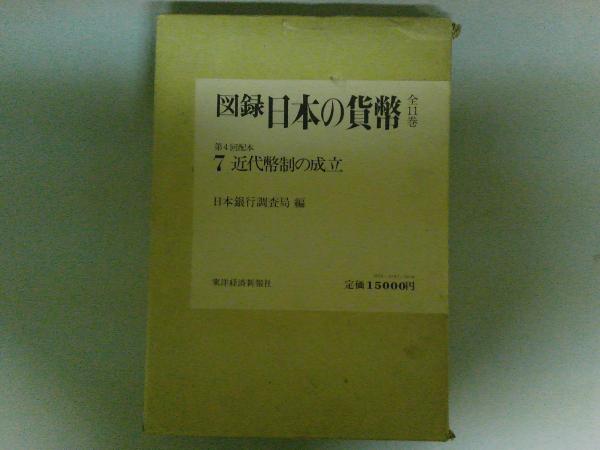 図録 日本の貨幣 全11巻
第4回配本
7 近代幣制の成立
日本銀行調査局 編
東洋経済新報社
定価15000円